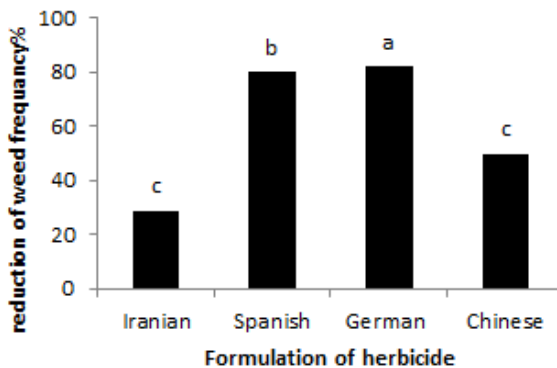 reduction of weed frequancy%
100
80
60
40
20
0
c
b
a
c
Iranian Spanish German Chinese
Formulation of herbicide